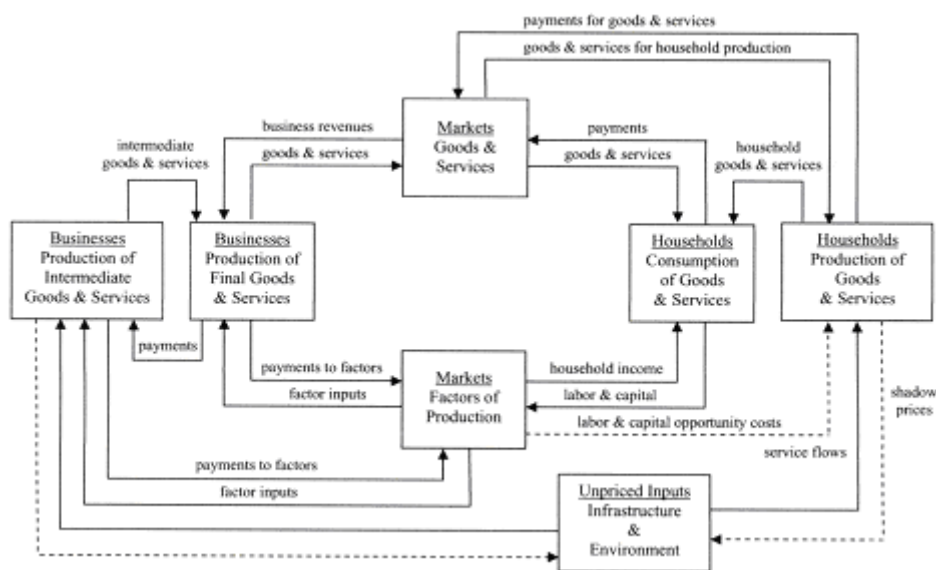 payments for goods & services
goods & services for household production
intermediate
goods & services
business revenues
goods & services
Markets
Goods &
Services
payments
goods & services
household
goods & services
Businesses
Production of
Intermediate
Goods & Services
Businesses
Production of
Final Goods
& Services
Households
Consumption
of Goods
& Services
Households
Production of
Goods
& Services
payments
payments to factors
factor inputs
Markets
Factors of
Production
household income
labor & capital
labor & capital opportunity costs
shadow
prices
service flows
payments to factors
factor inputs
Unpriced Inputs
Infrastructure
&
Environment